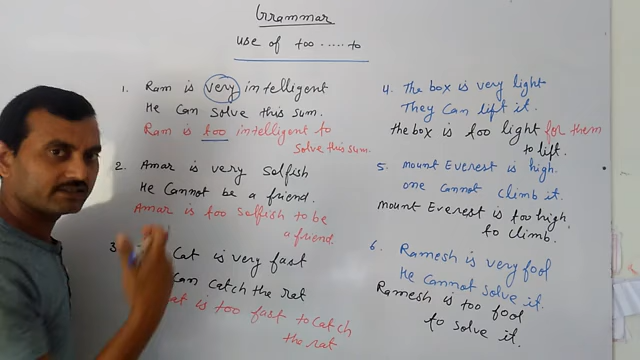 Grammar
use of too ..... to
1. Ram is very intelligent
He Can solve this sum.
Ram is too intelligent to
solve this sum.
2. Amar is very selfish
He Cannot be a friend.
Amar is too selfish to be
a friend.
3. Cat is very fast
Can catch the rat
cat is too fast to catch
the rat
4. The box is very light
They Can lift it.
the box is too light for them
to lift.
5. mount Everest is high.
one cannot climb it.
mount Everest is too high
to climb.
6. Ramesh is very fool
He Cannot solve it.
Ramesh is too fool
to solve it.